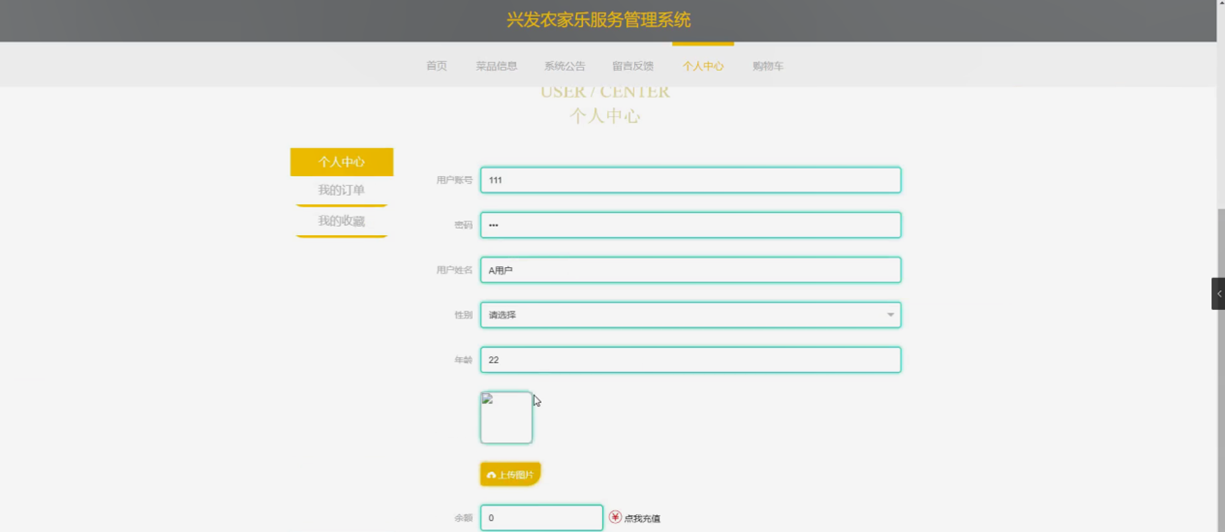 兴发农家乐服务管理系统
首页 菜品信息 系统公告 留言反馈 个人中心 购物车
USER / CENTER
个人中心
个人中心
我的订单
我的收藏
用户账号 111
密码 •••
用户姓名 A用户
性别 请选择
年龄 22
上传图片
余额 0 点我充值